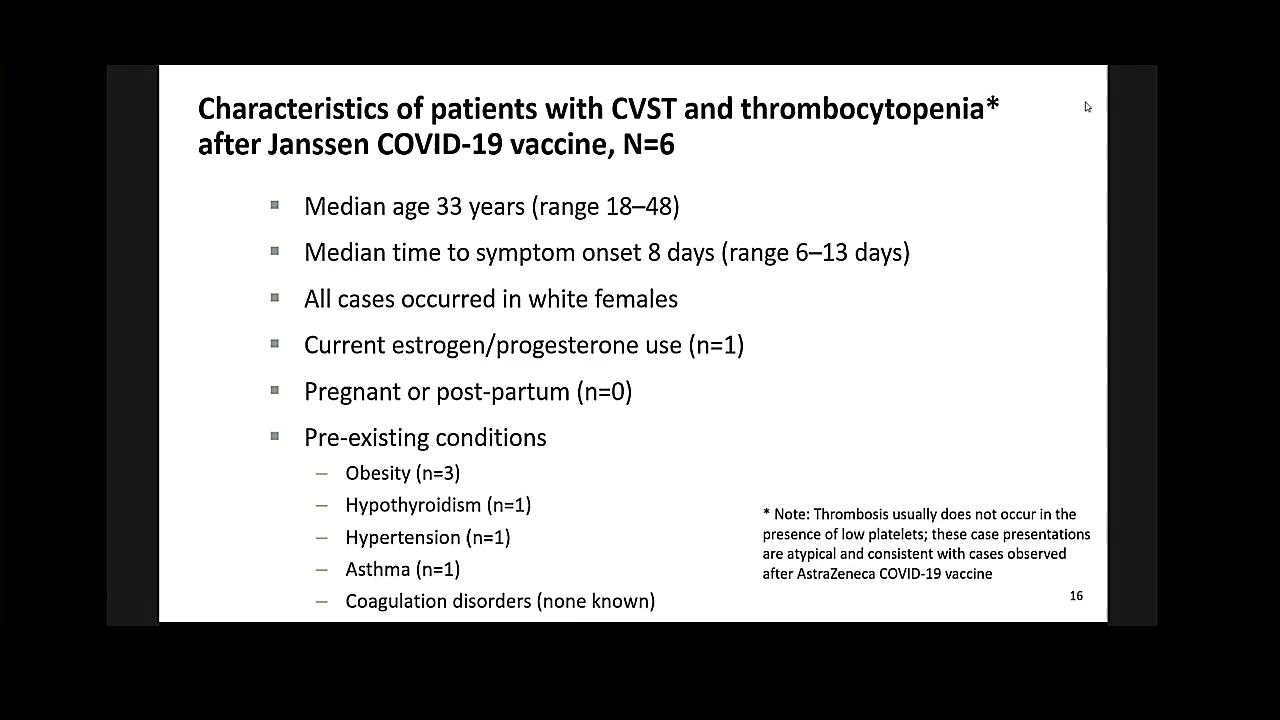 Characteristics of patients with CVST and thrombocytopenia*
after Janssen COVID-19 vaccine, N=6
▪ Median age 33 years (range 18–48)
▪ Median time to symptom onset 8 days (range 6–13 days)
▪ All cases occurred in white females
▪ Current estrogen/progesterone use (n=1)
▪ Pregnant or post-partum (n=0)
▪ Pre-existing conditions
– Obesity (n=3)
– Hypothyroidism (n=1)
– Hypertension (n=1)
– Asthma (n=1)
– Coagulation disorders (none known)
* Note: Thrombosis usually does not occur in the
presence of low platelets; these case presentations
are atypical and consistent with cases observed
after AstraZeneca COVID-19 vaccine
16